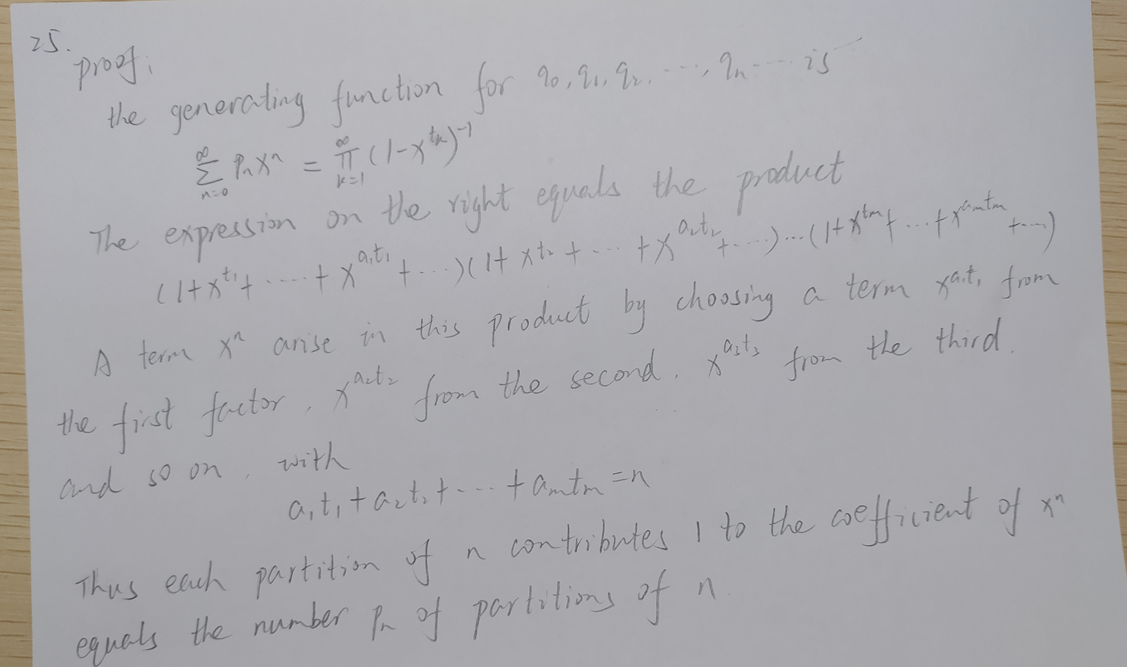 25.
proof:
the generating function for q₀, q₁, q₂, ..., qₙ ... is
∑_{n=0}^{∞} Pₙxⁿ = ∏_{k=1}^{∞} (1-x^{tₖ})^{-1}
The expression on the right equals the product
(1+x^{t₁}+ ····· + x^{a₁t₁} + ...)(1+ x^{t₂} + ··· + x^{a₂t₂} + ....) ... (1+x^{tm}+ ... + x^{amtm} + ....)
A term xⁿ arise in this product by choosing a term x^{a₁t₁} from
the first factor, x^{a₂t₂} from the second, x^{a₃t₃} from the third.
and so on, with
a₁t₁ + a₂t₂ + ... + amtm = n
Thus each partition of n contributes 1 to the coefficient of xⁿ
equals the number Pₙ of partitions of n